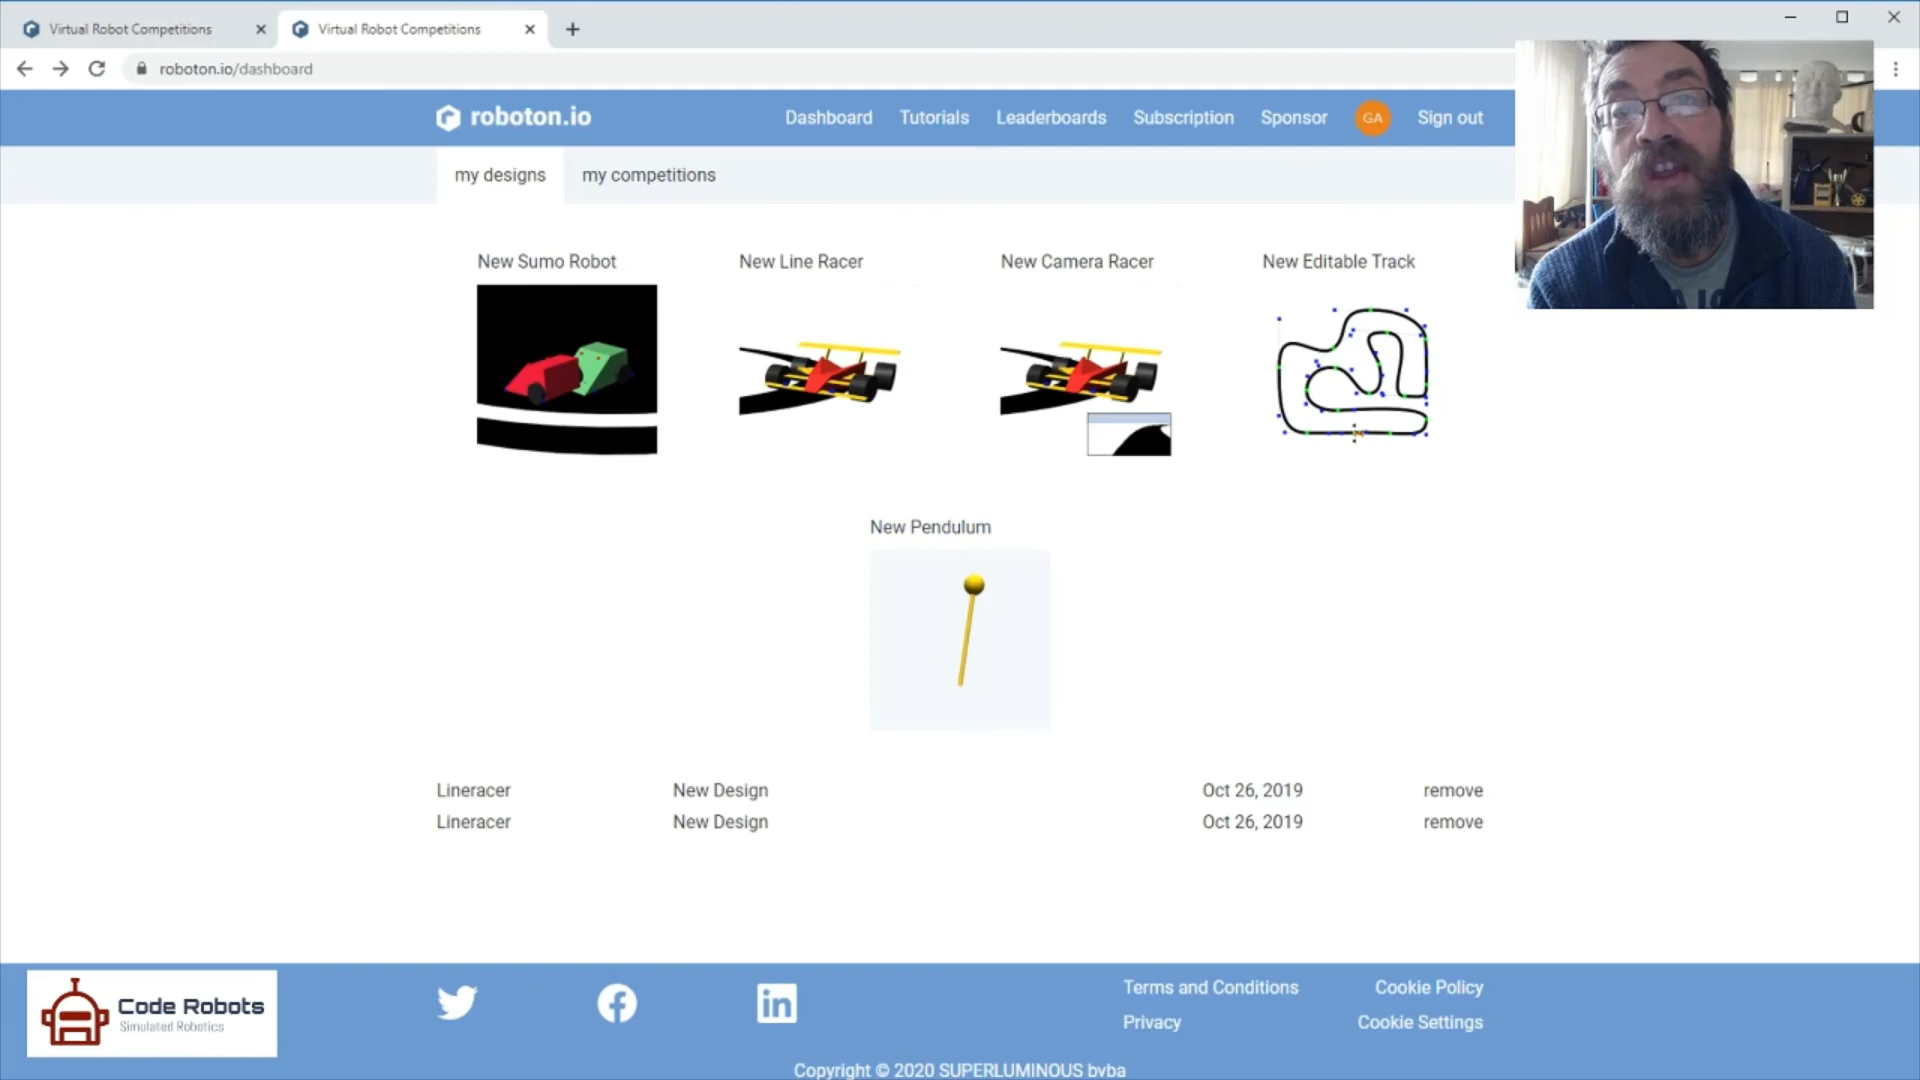 Virtual Robot Competitions
Virtual Robot Competitions
roboton.io/dashboard
roboton.io
Dashboard
Tutorials
Leaderboards
Subscription
Sponsor
GA
Sign out
my designs
my competitions
New Sumo Robot
New Line Racer
New Camera Racer
New Editable Track
New Pendulum
Lineracer New Design Oct 26, 2019 remove
Lineracer New Design Oct 26, 2019 remove
Code Robots
Simulated Robotics
Terms and Conditions
Cookie Policy
Privacy
Cookie Settings
Copyright © 2020 SUPERLUMINOUS bvba